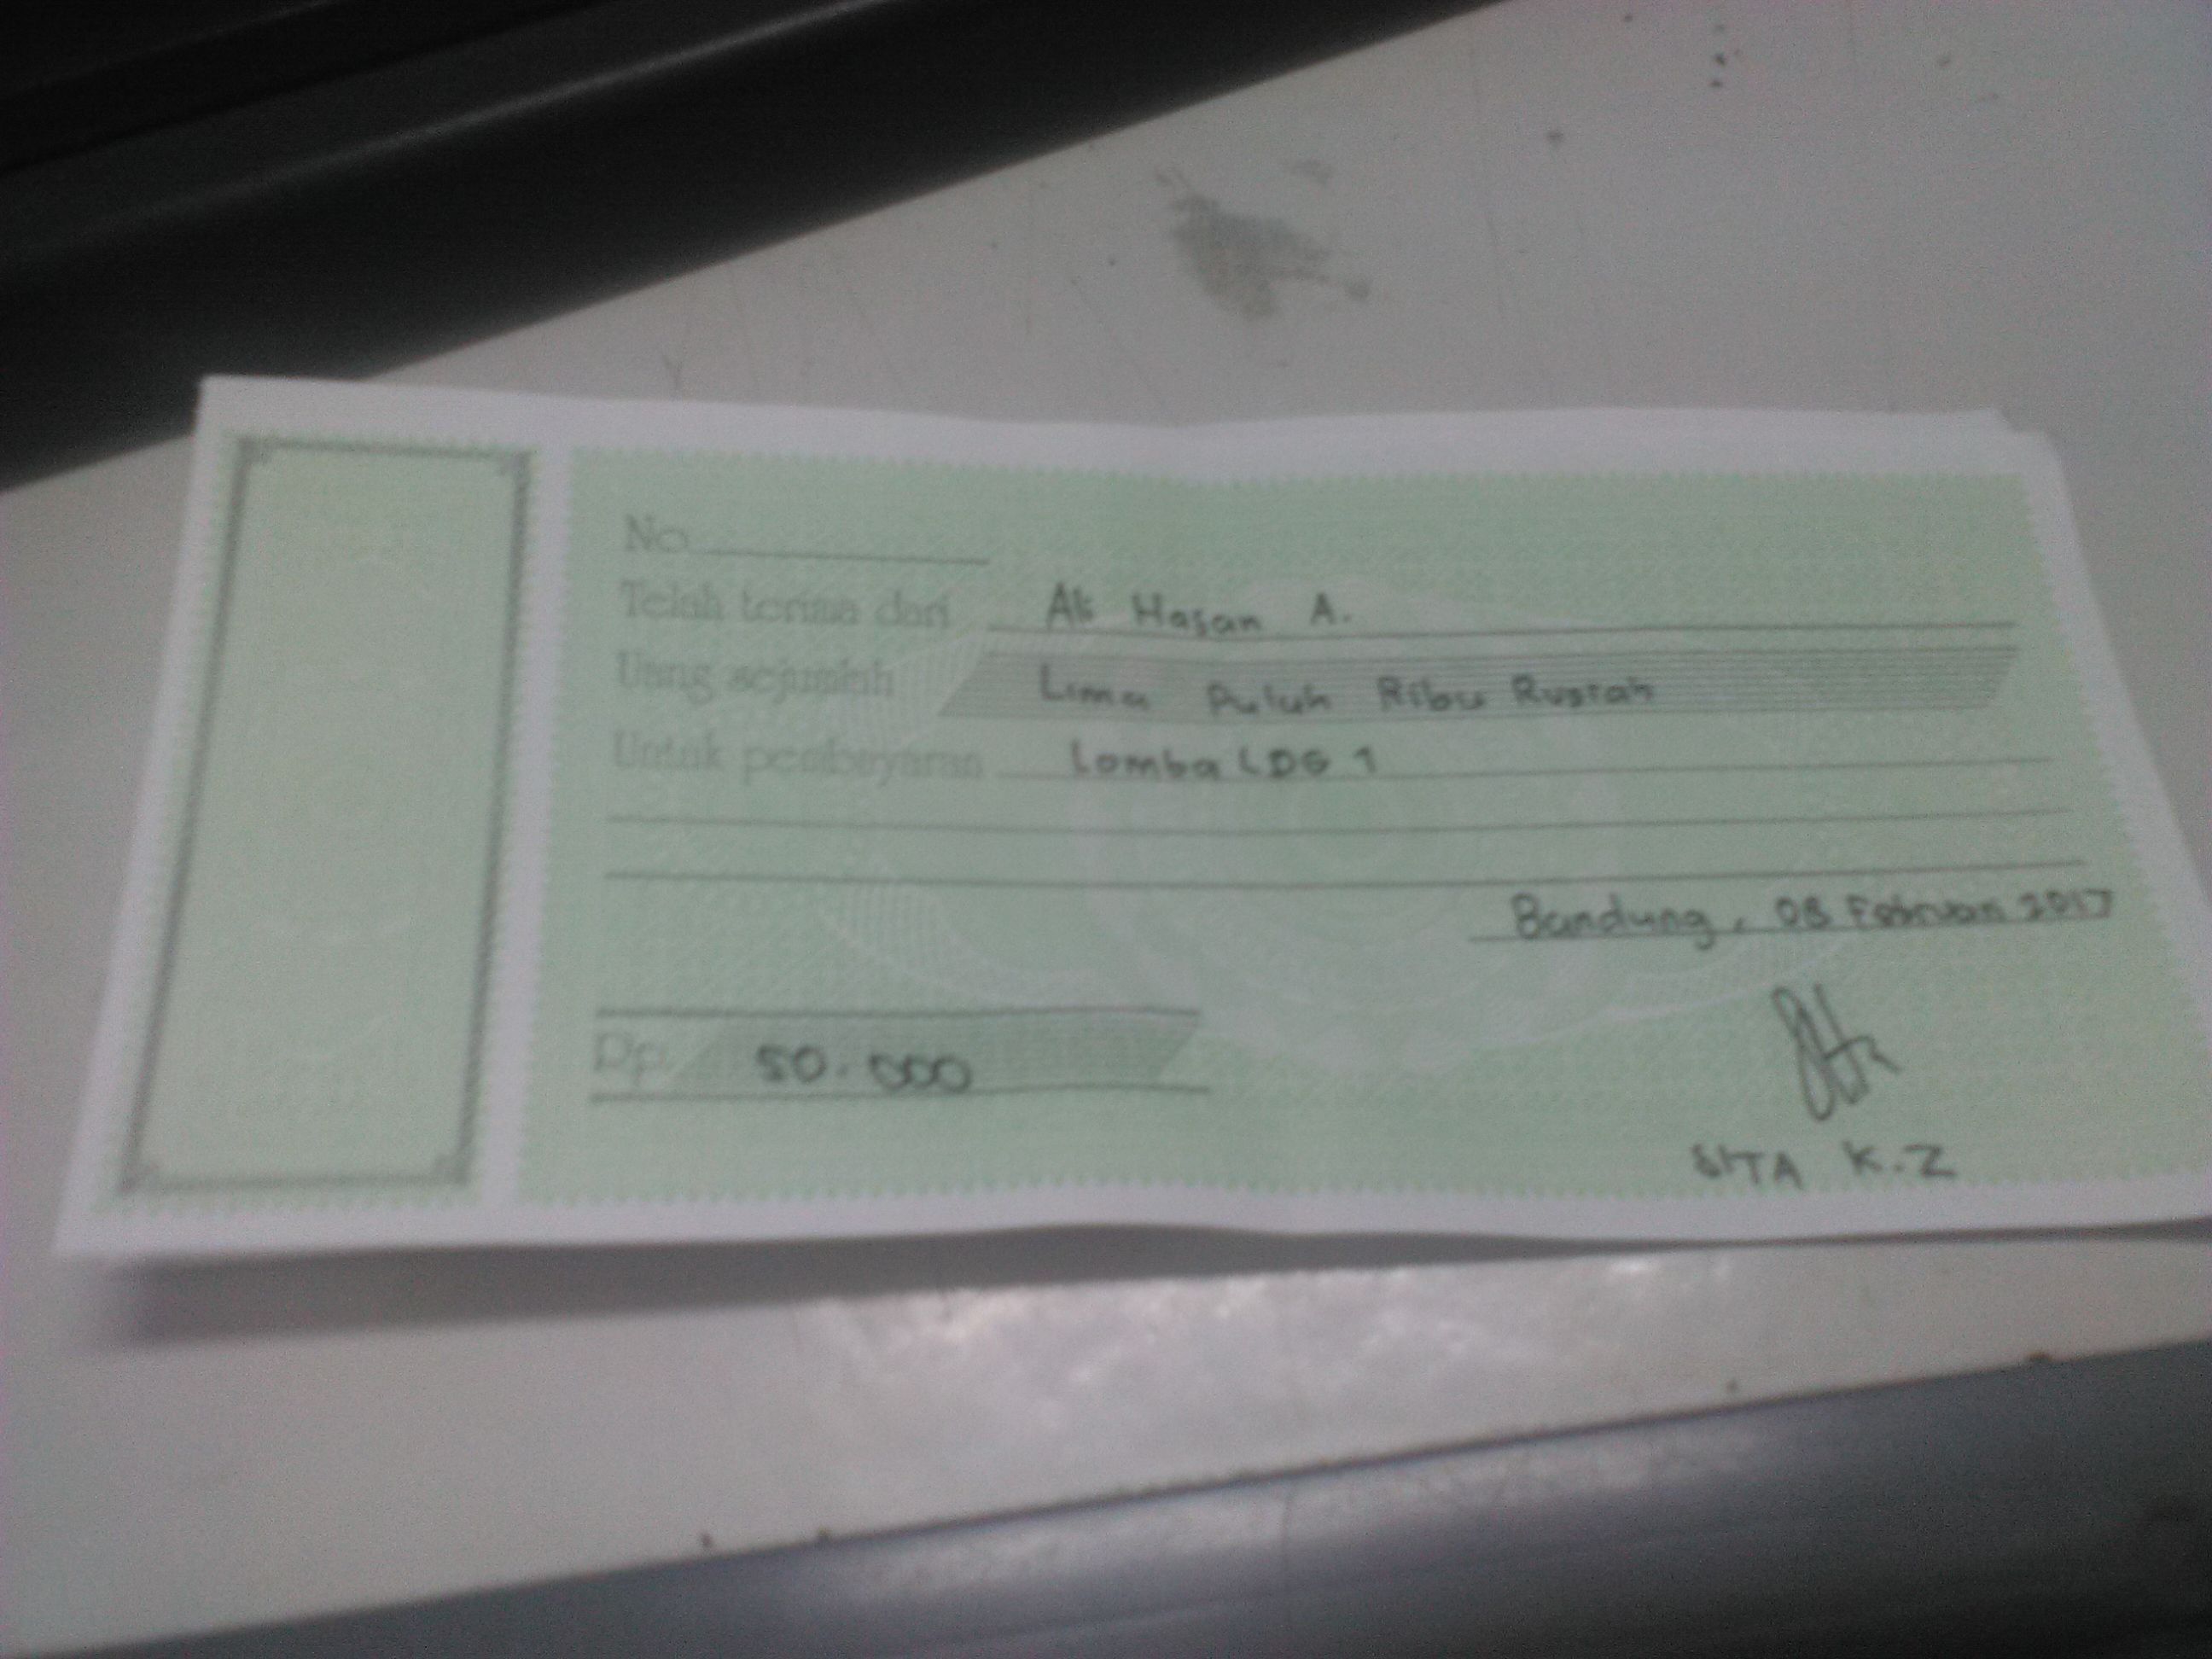 No.
Telah terima dari Ali Hasan A.
Uang sejumlah Lima Puluh Ribu Rupiah
Untuk pembayaran Lomba LDG 1
Bandung, 08 Februari 2017
Rp. 50.000
SITA K.Z